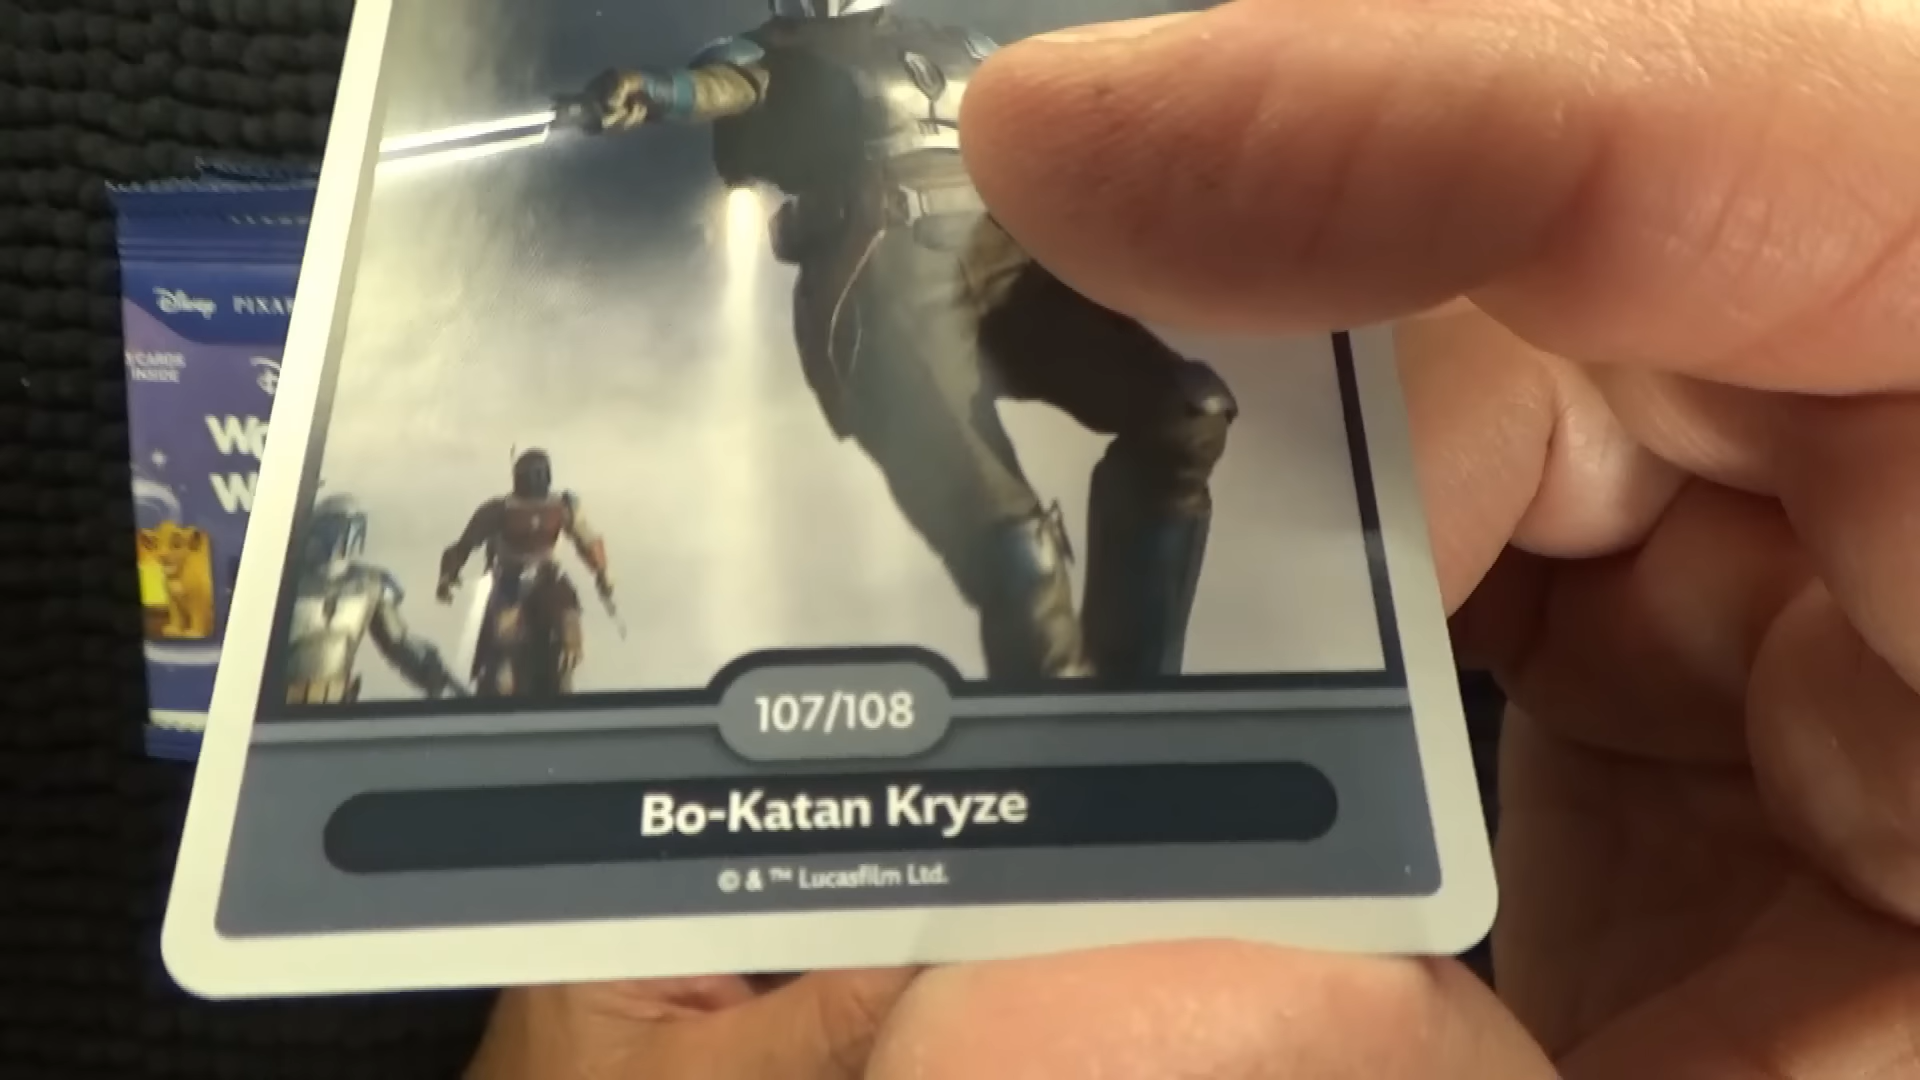 Disney PIXAR
CARDS
INSIDE
107/108
Bo-Katan Kryze
© & ™ Lucasfilm Ltd.